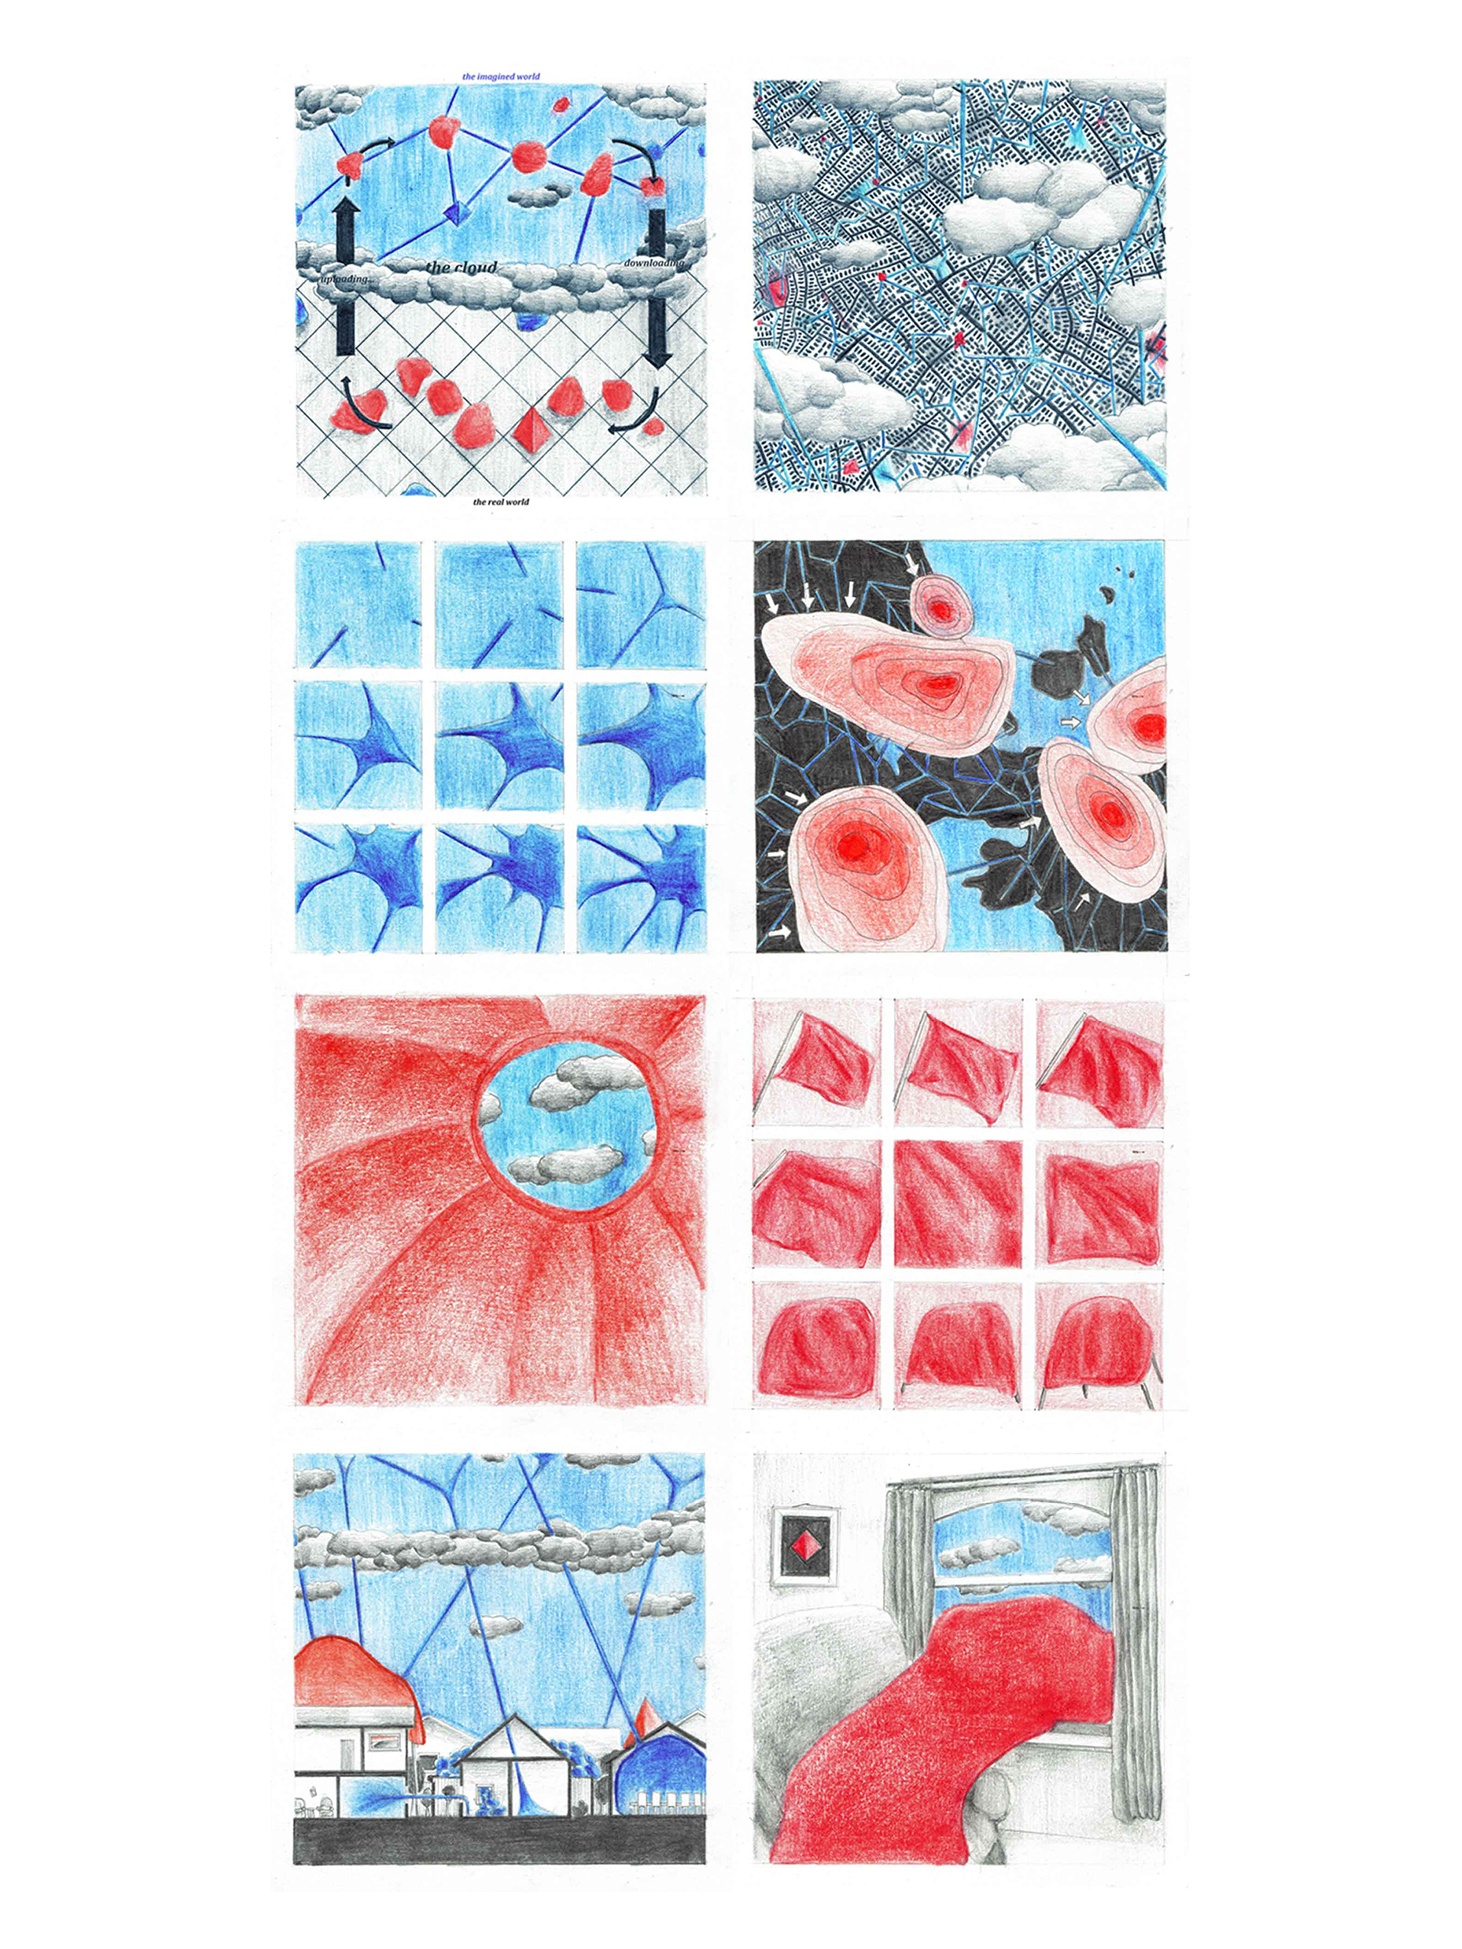 the imagined world
the cloud
downloading...
uploading...
the real world